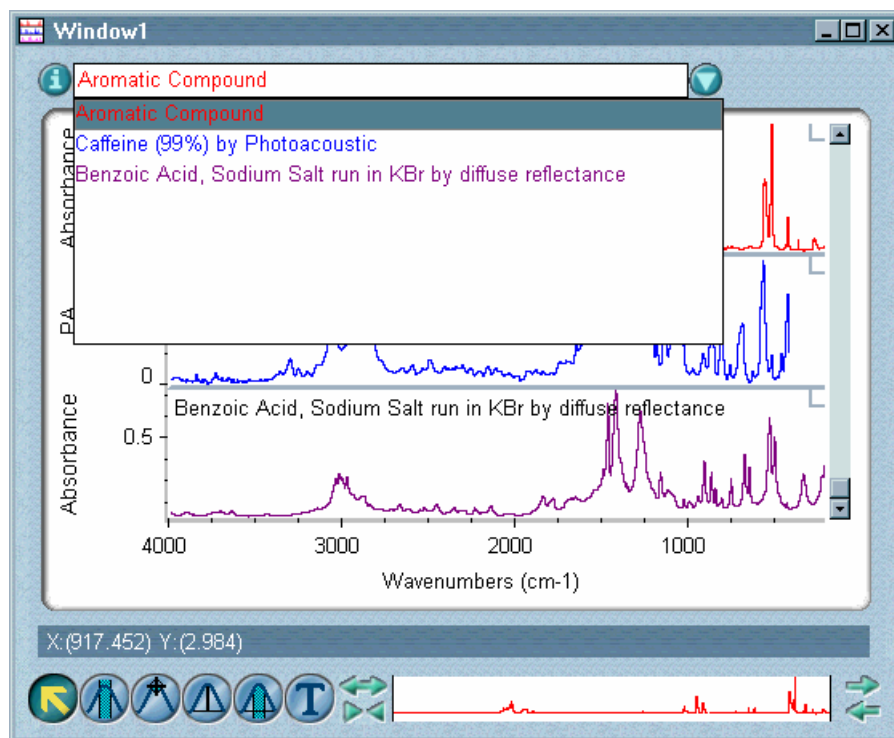 Window1
Aromatic Compound
Aromatic Compound
Caffeine (99%) by Photoacoustic
Benzoic Acid, Sodium Salt run in KBr by diffuse reflectance
Absorbance
PA
0
Benzoic Acid, Sodium Salt run in KBr by diffuse reflectance
Absorbance
0.5
4000 3000 2000 1000
Wavenumbers (cm-1)
X:(917.452) Y:(2.984)
T